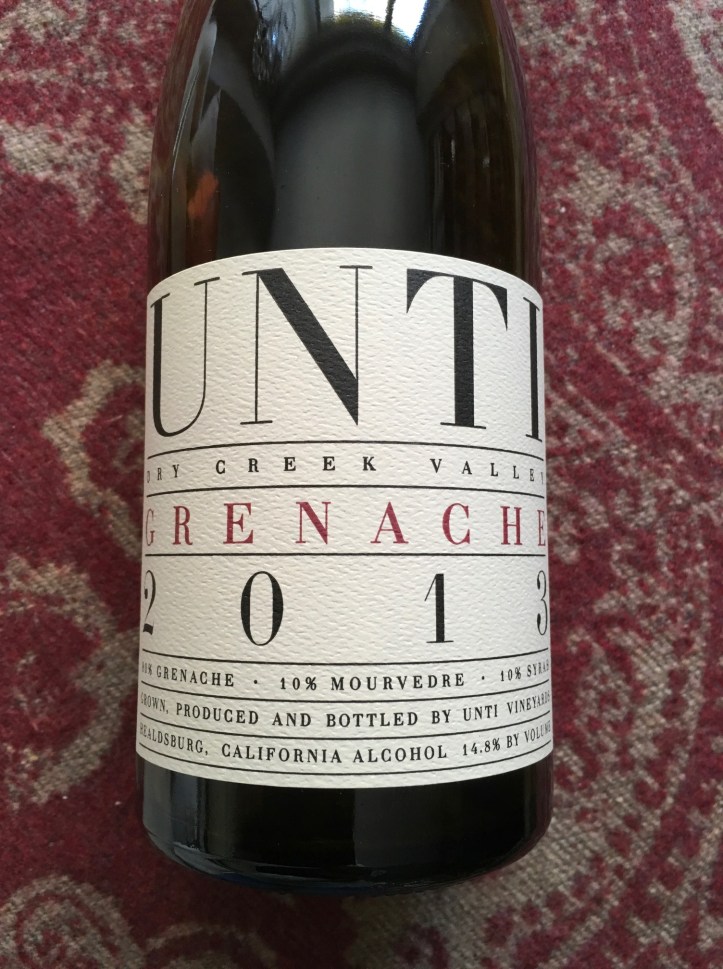 UNTI
DRY CREEK VALLEY
GRENACHE
2013
80% GRENACHE · 10% MOURVEDRE · 10% SYRAH
GROWN, PRODUCED AND BOTTLED BY UNTI VINEYARDS
HEALDSBURG, CALIFORNIA ALCOHOL 14.8% BY VOLUME